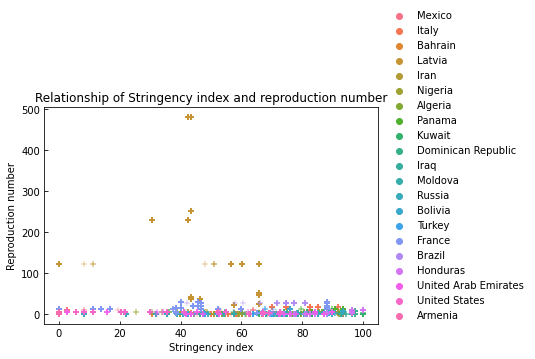 Relationship of Stringency index and reproduction number
Reproduction number
500
400
300
200
100
0
0 20 40 60 80 100
Stringency index
Mexico
Italy
Bahrain
Latvia
Iran
Nigeria
Algeria
Panama
Kuwait
Dominican Republic
Iraq
Moldova
Russia
Bolivia
Turkey
France
Brazil
Honduras
United Arab Emirates
United States
Armenia